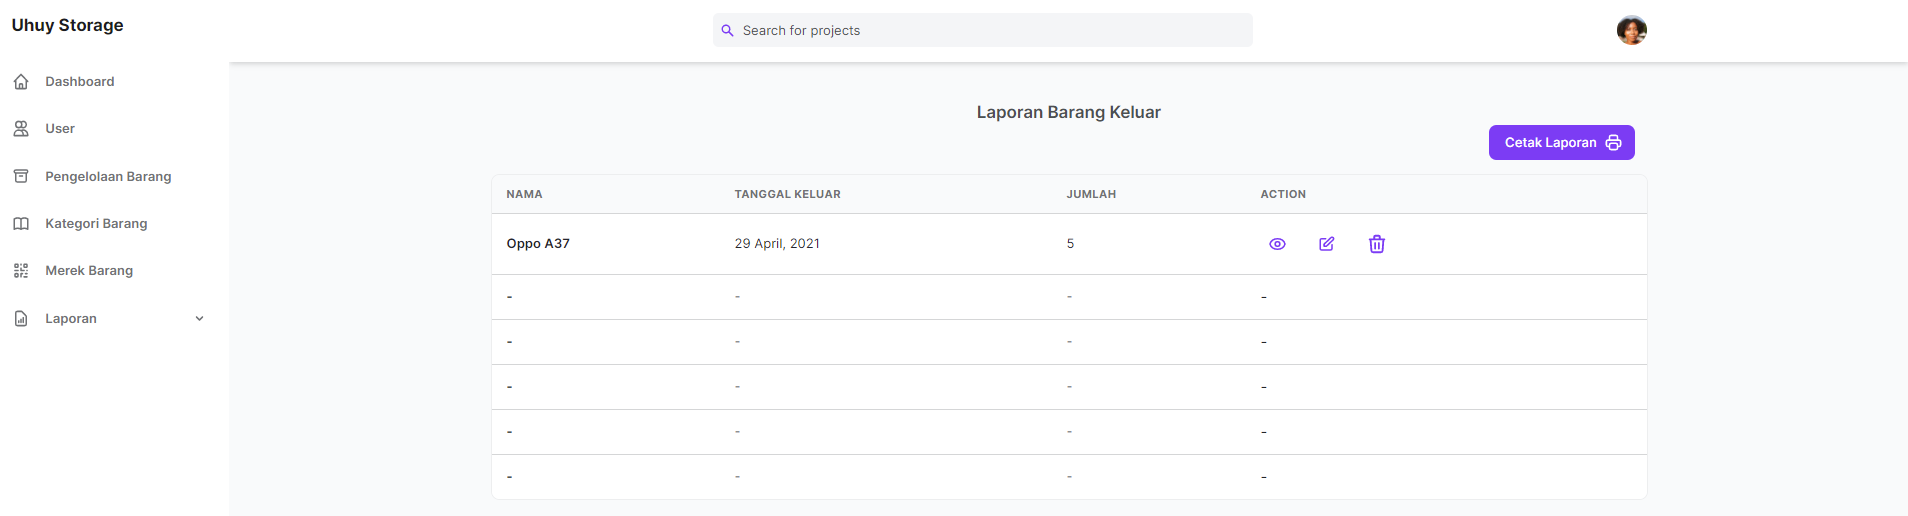 Uhuy Storage
Search for projects
Dashboard
User
Pengelolaan Barang
Kategori Barang
Merek Barang
Laporan
Laporan Barang Keluar
Cetak Laporan
NAMA TANGGAL KELUAR JUMLAH ACTION
Oppo A37 29 April, 2021 5
- - - -
- - - -
- - - -
- - - -
- - - -